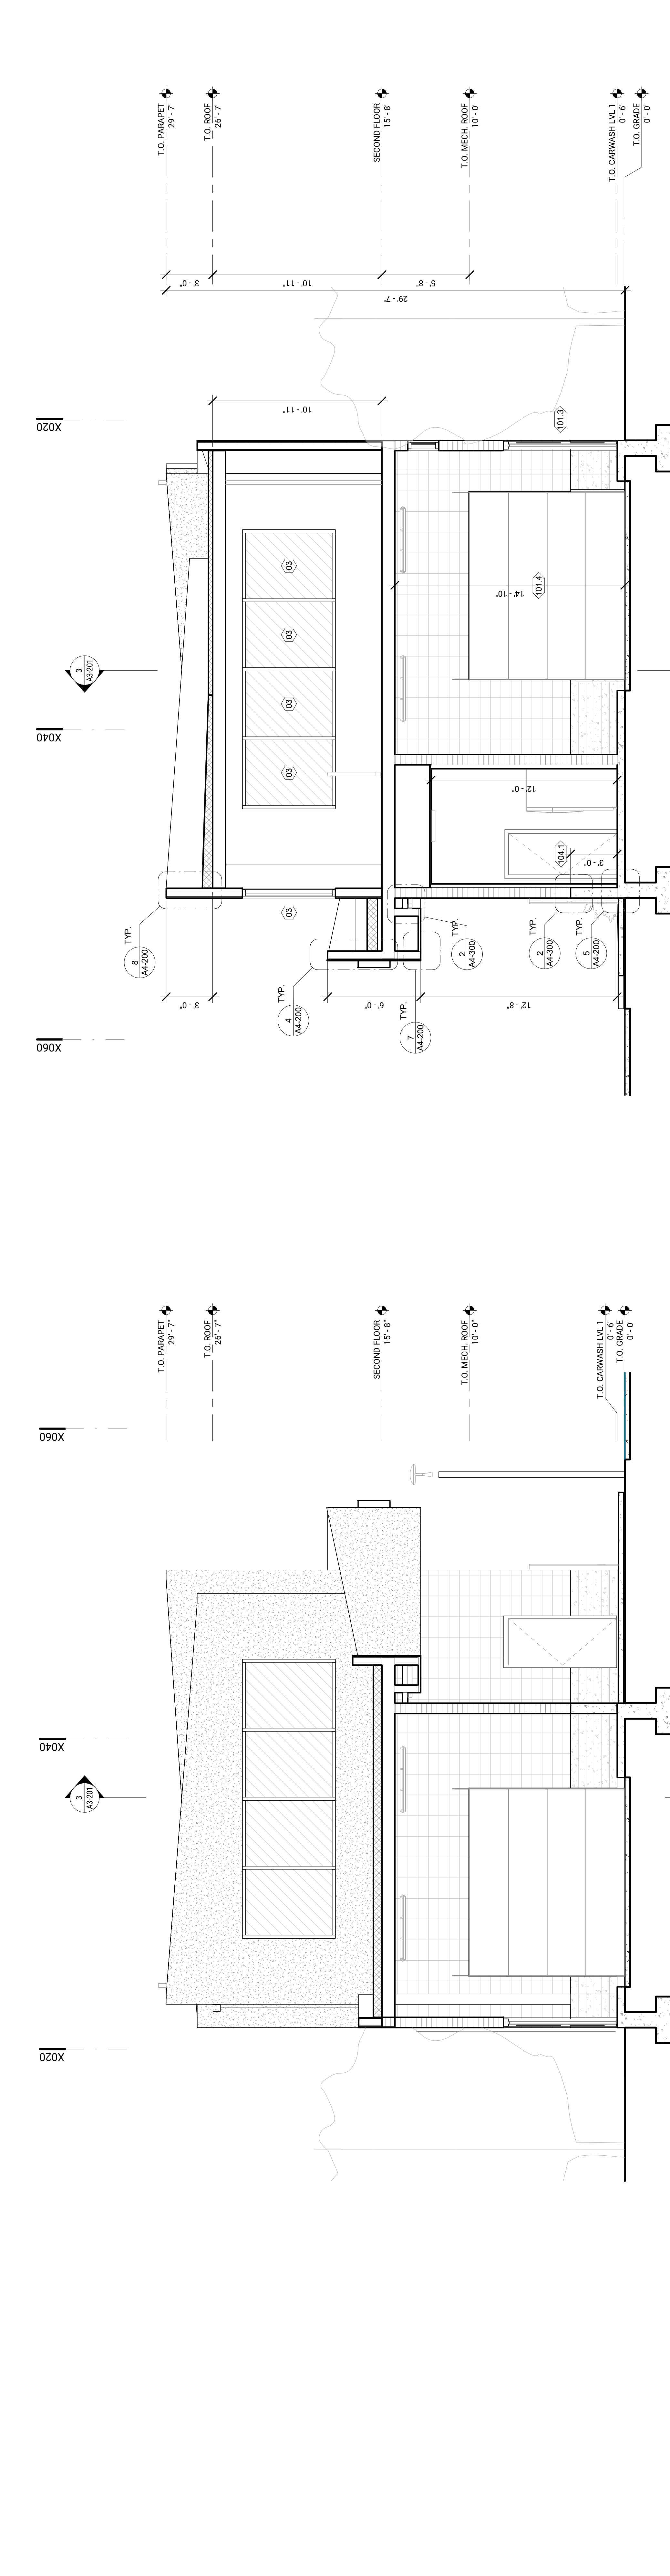 T.O. PARAPET
29' - 7"
T.O. ROOF
26' - 7"
SECOND FLOOR
15' - 8"
T.O. MECH. ROOF
10' - 0"
T.O. CARWASH LVL 1
0' - 6"
T.O. GRADE
0' - 0"
3' - 0"
10' - 11"
5' - 8"
29' - 7"
X020
10' - 11"
101.3
03
03
03
03
14' - 10"
101.4
3
A3-201
X040
12' - 0"
104.1
3' - 0"
03
TYP.
8
A4-200
TYP.
4
A4-200
TYP.
7
A4-200
TYP.
2
A4-300
TYP.
2
A4-300
TYP.
5
A4-200
3' - 0"
6' - 0"
12' - 8"
X060
T.O. PARAPET
29' - 7"
T.O. ROOF
26' - 7"
SECOND FLOOR
15' - 8"
T.O. MECH. ROOF
10' - 0"
T.O. CARWASH LVL 1
0' - 6"
T.O. GRADE
0' - 0"
X060
X040
3
A3-201
X020